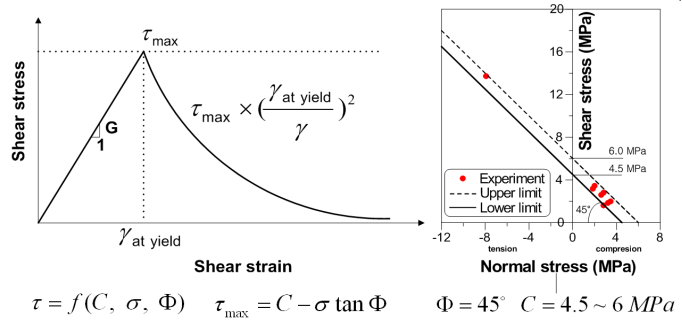 τmax
τmax × (γat yield / γ)²
G
1
Shear stress
γat yield
Shear strain
20
16
12
8
4
0
Shear stress (MPa)
6.0 MPa
4.5 MPa
Experiment
Upper limit
Lower limit
45°
-12 -8 -4 0 4 8
tension compresion
Normal stress (MPa)
τ = f(C, σ, Φ) τmax = C − σ tan Φ Φ = 45° C = 4.5 ~ 6 MPa